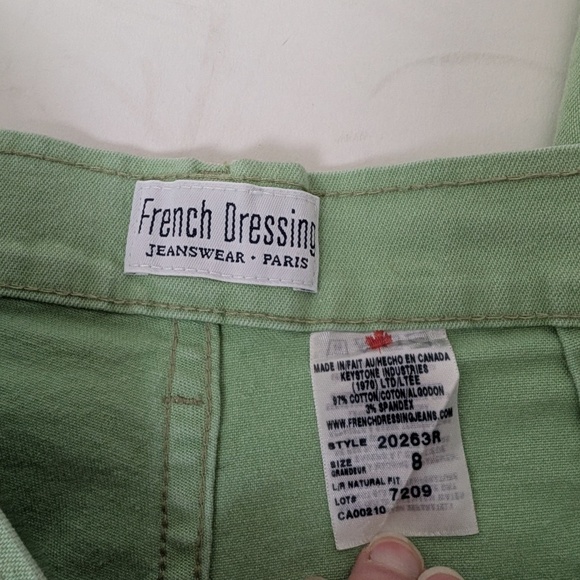 French Dressing
JEANSWEAR • PARIS
MADE IN/FAIT AU/HECHO EN CANADA
KEYSTONE INDUSTRIES
(1970) LTD/LTÉE
97% COTTON/COTON/ALGODON
3% SPANDEX
WWW.FRENCHDRESSINGJEANS.COM
STYLE 20263R
SIZE
GRANDEUR 8
L/R NATURAL FIT
LOT# 7209
CA00210